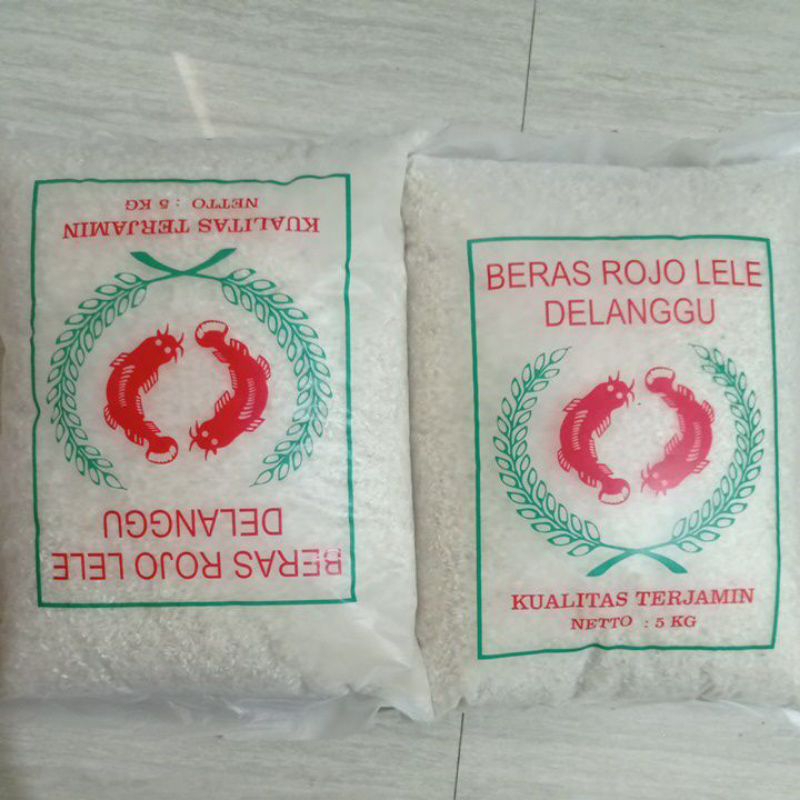 BERAS ROJO LELE
DELANGGU
KUALITAS TERJAMIN
NETTO : 5 KG
BERAS ROJO LELE
DELANGGU
KUALITAS TERJAMIN
NETTO : 5 KG